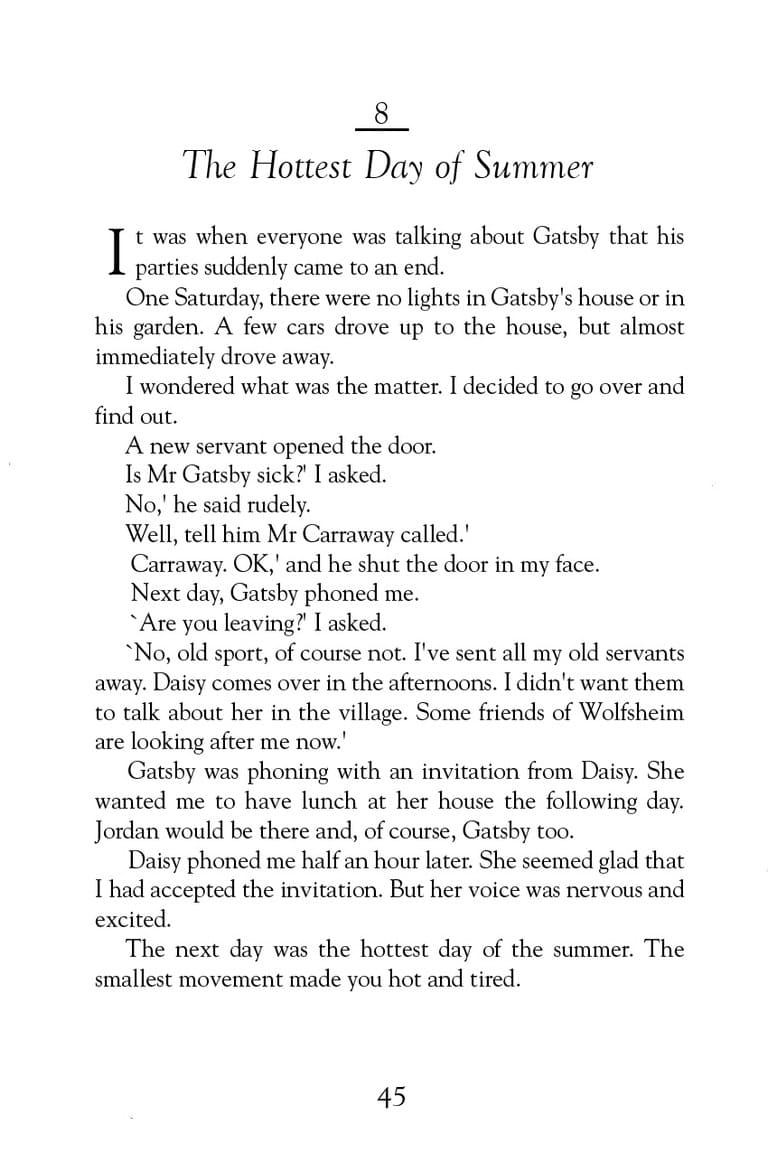 8
The Hottest Day of Summer
It was when everyone was talking about Gatsby that his
parties suddenly came to an end.
One Saturday, there were no lights in Gatsby's house or in
his garden. A few cars drove up to the house, but almost
immediately drove away.
I wondered what was the matter. I decided to go over and
find out.
A new servant opened the door.
Is Mr Gatsby sick?' I asked.
No,' he said rudely.
Well, tell him Mr Carraway called.'
Carraway. OK,' and he shut the door in my face.
Next day, Gatsby phoned me.
`Are you leaving?' I asked.
`No, old sport, of course not. I've sent all my old servants
away. Daisy comes over in the afternoons. I didn't want them
to talk about her in the village. Some friends of Wolfsheim
are looking after me now.'
Gatsby was phoning with an invitation from Daisy. She
wanted me to have lunch at her house the following day.
Jordan would be there and, of course, Gatsby too.
Daisy phoned me half an hour later. She seemed glad that
I had accepted the invitation. But her voice was nervous and
excited.
The next day was the hottest day of the summer. The
smallest movement made you hot and tired.
45